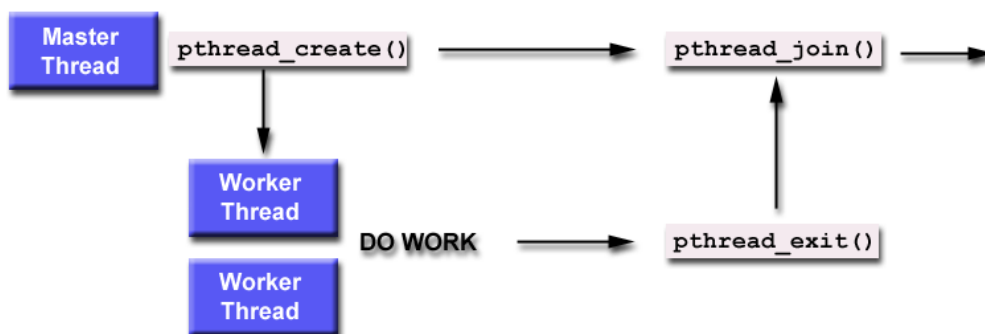 Master
Thread
pthread_create()
pthread_join()
Worker
Thread
DO WORK
pthread_exit()
Worker
Thread